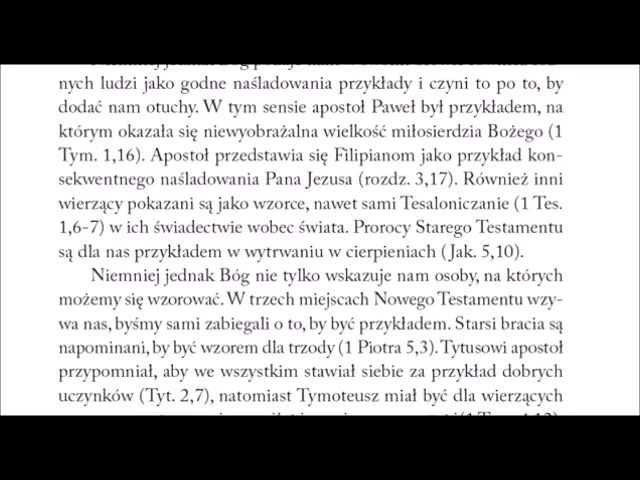 nych ludzi jako godne naśladowania przykłady i czyni to po to, by
dodać nam otuchy. W tym sensie apostoł Paweł był przykładem, na
którym okazała się niewyobrażalna wielkość miłosierdzia Bożego (1
Tym. 1,16). Apostoł przedstawia się Filipianom jako przykład kon-
sekwentnego naśladowania Pana Jezusa (rozdz. 3,17). Również inni
wierzący pokazani są jako wzorce, nawet sami Tesaloniczanie (1 Tes.
1,6-7) w ich świadectwie wobec świata. Prorocy Starego Testamentu
są dla nas przykładem w wytrwaniu w cierpieniach (Jak. 5,10).
Niemniej jednak Bóg nie tylko wskazuje nam osoby, na których
możemy się wzorować. W trzech miejscach Nowego Testamentu wzy-
wa nas, byśmy sami zabiegali o to, by być przykładem. Starsi bracia są
napominani, by być wzorem dla trzody (1 Piotra 5,3). Tytusowi apostoł
przypomniał, aby we wszystkim stawiał siebie za przykład dobrych
uczynków (Tyt. 2,7), natomiast Tymoteusz miał być dla wierzących